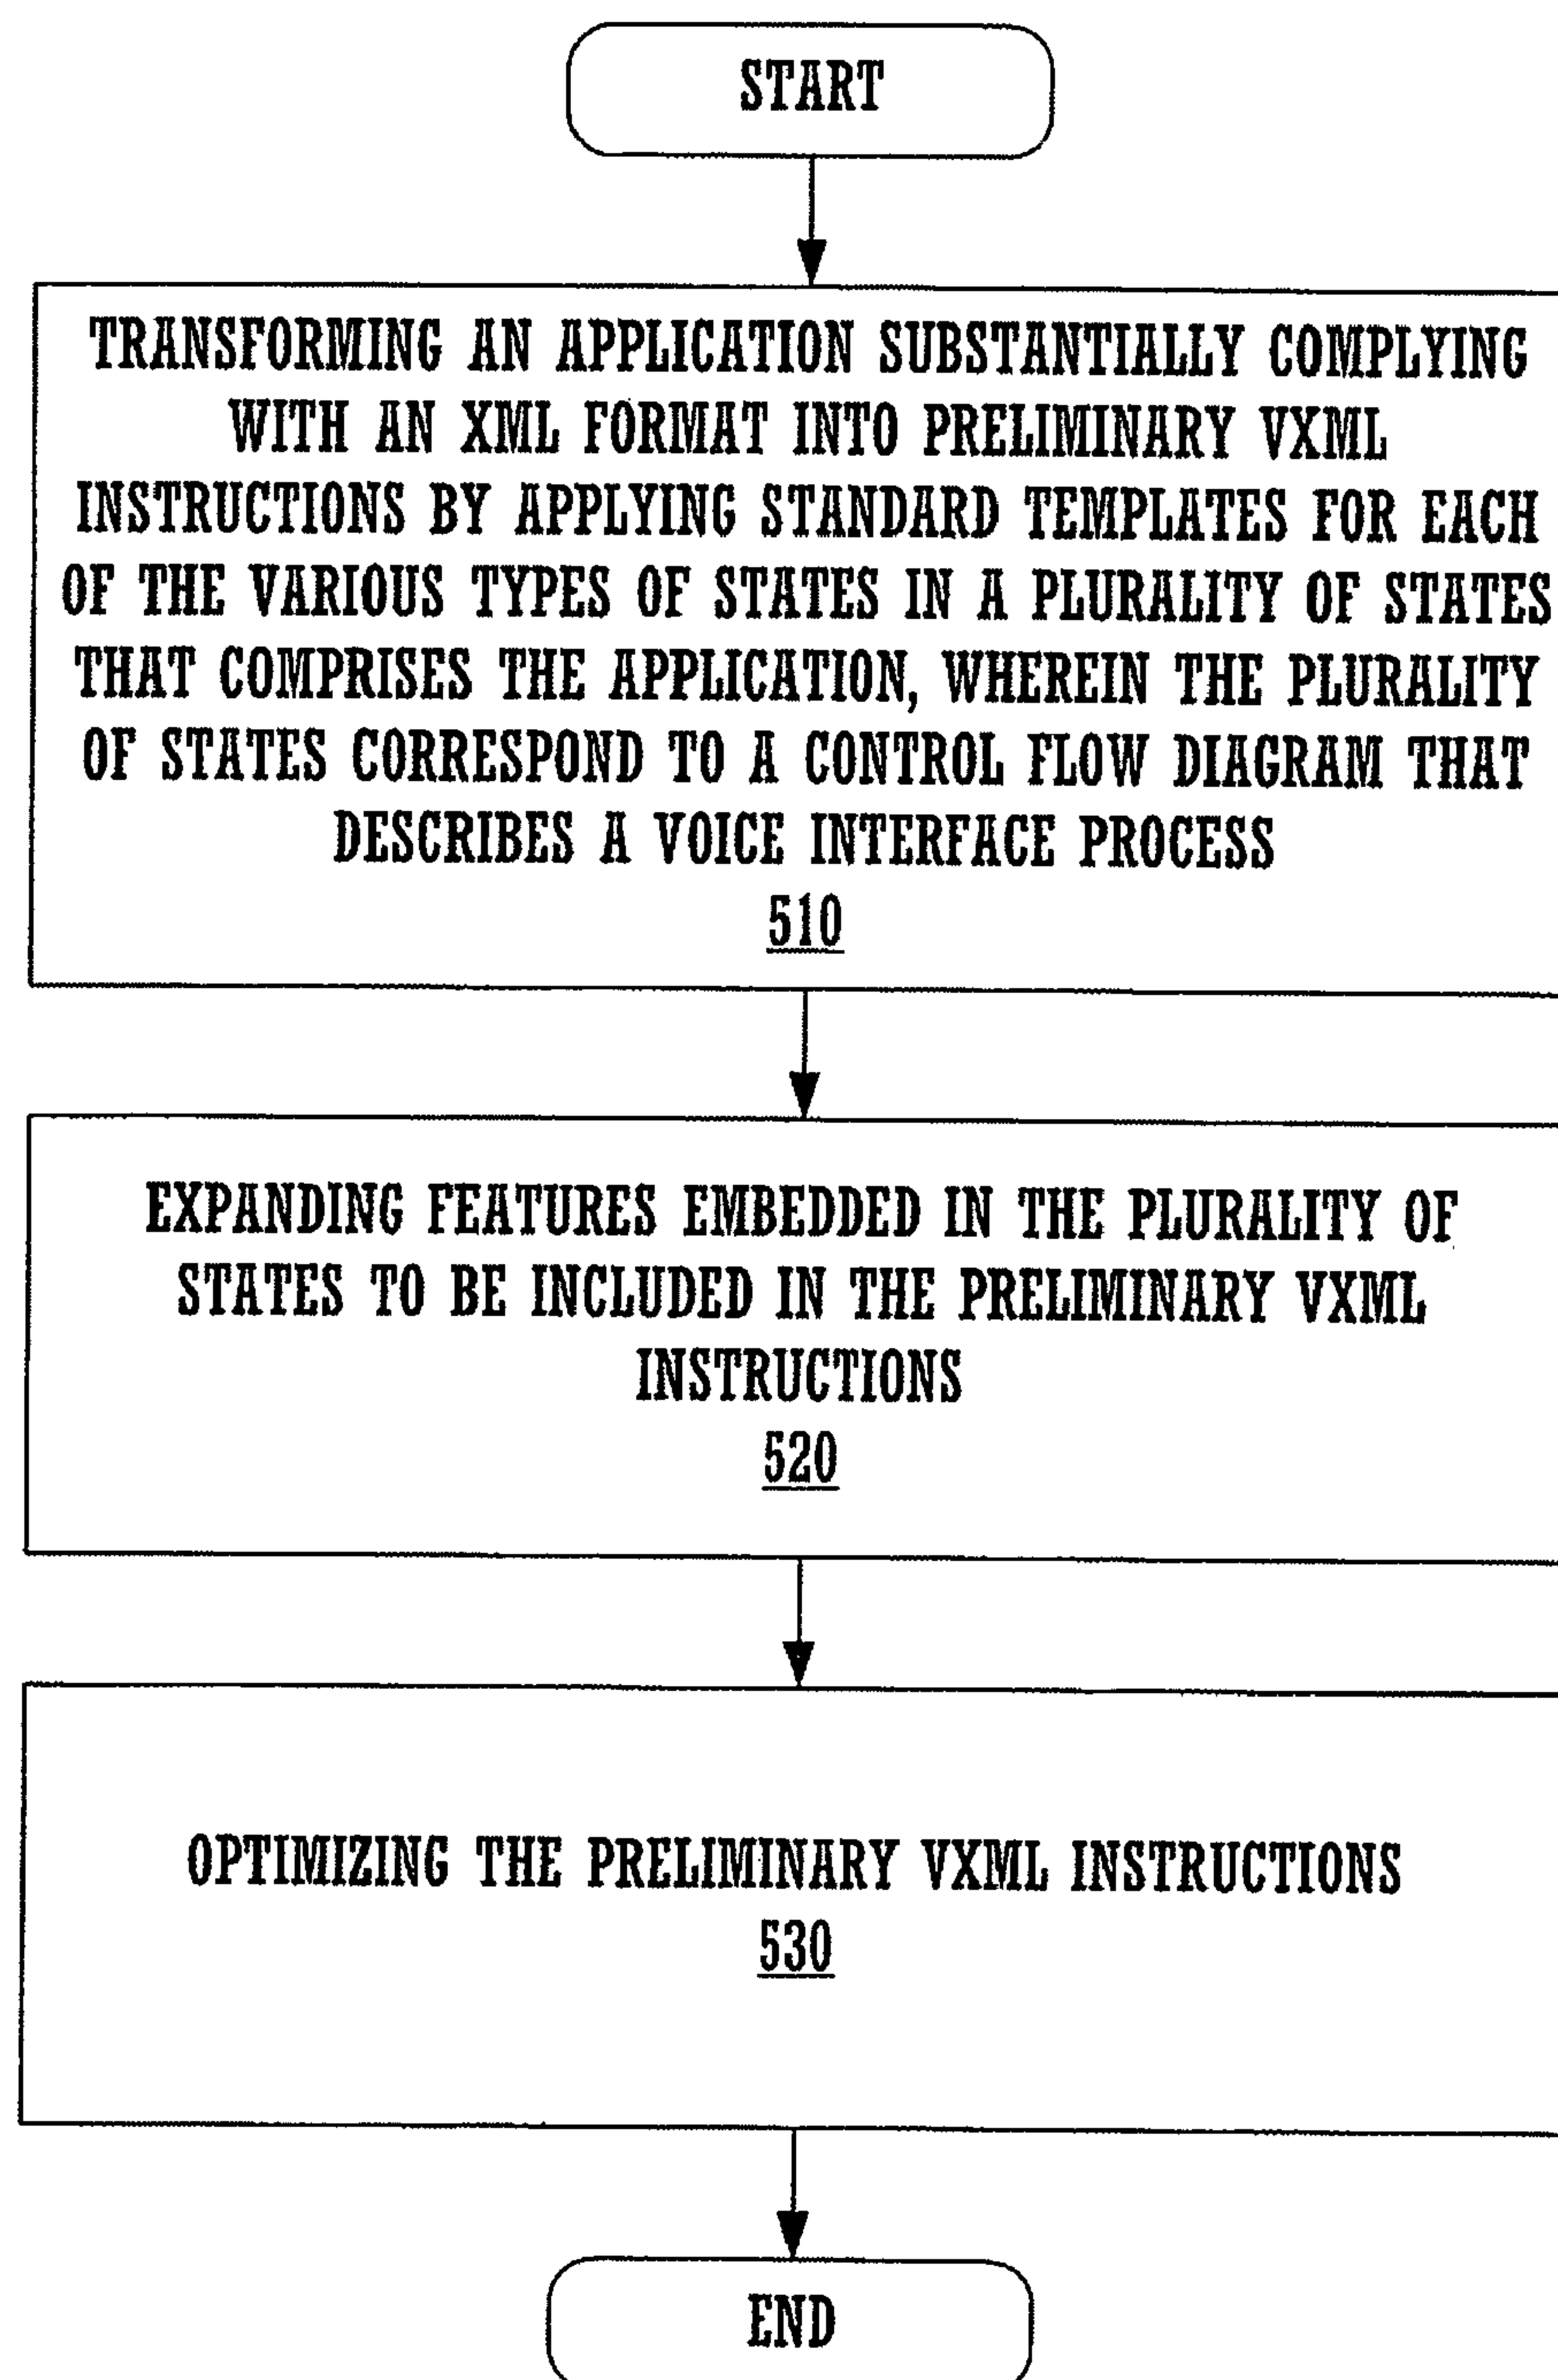 START
TRANSFORMING AN APPLICATION SUBSTANTIALLY COMPLYING
WITH AN XML FORMAT INTO PRELIMINARY VXML
INSTRUCTIONS BY APPLYING STANDARD TEMPLATES FOR EACH
OF THE VARIOUS TYPES OF STATES IN A PLURALITY OF STATES
THAT COMPRISES THE APPLICATION, WHEREIN THE PLURALITY
OF STATES CORRESPOND TO A CONTROL FLOW DIAGRAM THAT
DESCRIBES A VOICE INTERFACE PROCESS
510
EXPANDING FEATURES EMBEDDED IN THE PLURALITY OF
STATES TO BE INCLUDED IN THE PRELIMINARY VXML
INSTRUCTIONS
520
OPTIMIZING THE PRELIMINARY VXML INSTRUCTIONS
530
END